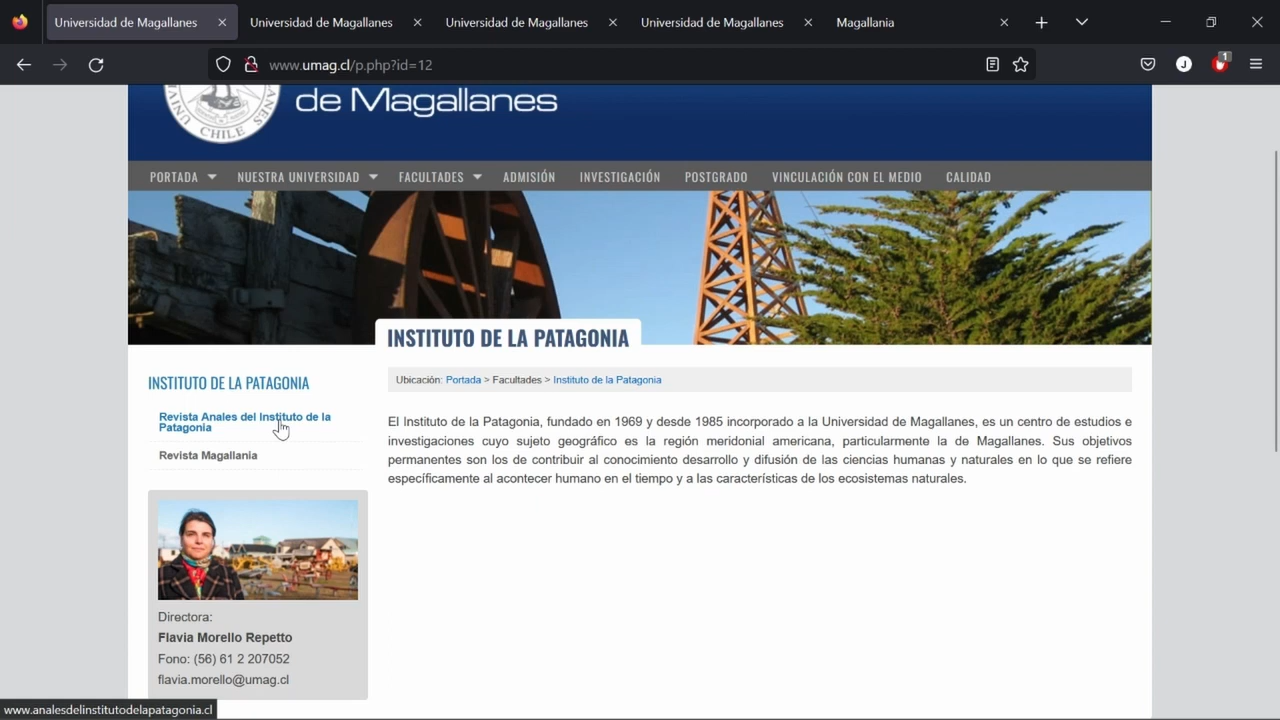 Universidad de Magallanes
Universidad de Magallanes
Universidad de Magallanes
Universidad de Magallanes
Magallania
www.umag.cl/p.php?id=12
J
1
de Magallanes
CHILE
PORTADA
NUESTRA UNIVERSIDAD
FACULTADES
ADMISIÓN
INVESTIGACIÓN
POSTGRADO
VINCULACIÓN CON EL MEDIO
CALIDAD
INSTITUTO DE LA PATAGONIA
INSTITUTO DE LA PATAGONIA
Revista Anales del Instituto de la
Patagonia
Revista Magallania
Directora:
Flavia Morello Repetto
Fono: (56) 61 2 207052
flavia.morello@umag.cl
Ubicación: Portada > Facultades > Instituto de la Patagonia
El Instituto de la Patagonia, fundado en 1969 y desde 1985 incorporado a la Universidad de Magallanes, es un centro de estudios e
investigaciones cuyo sujeto geográfico es la región meridonial americana, particularmente la de Magallanes. Sus objetivos
permanentes son los de contribuir al conocimiento desarrollo y difusión de las ciencias humanas y naturales en lo que se refiere
específicamente al acontecer humano en el tiempo y a las características de los ecosistemas naturales.
www.analesdelinstitutodelapatagonia.cl